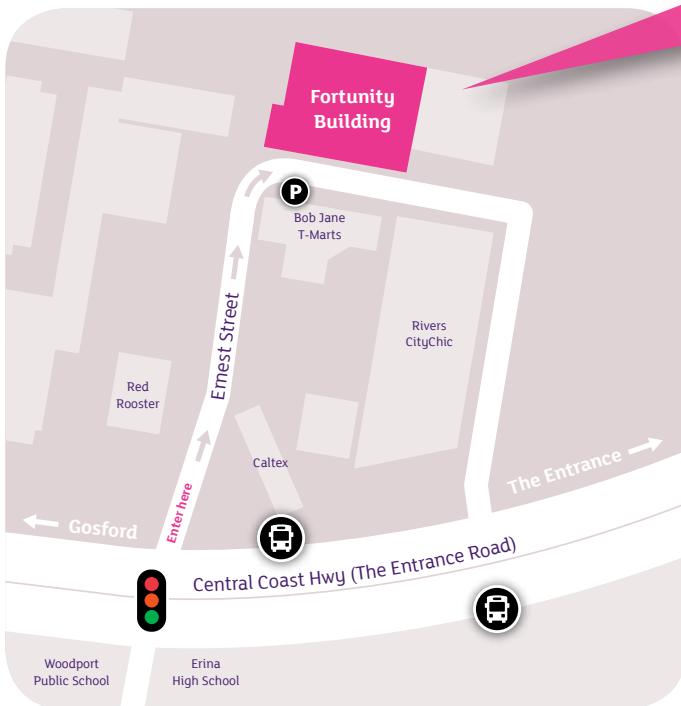 Fortunity
Building
P
Bob Jane
T-Marts
Rivers
CityChic
Ernest Street
Red
Rooster
Caltex
Enter here
The Entrance
Gosford
Central Coast Hwy (The Entrance Road)
Woodport
Public School
Erina
High School